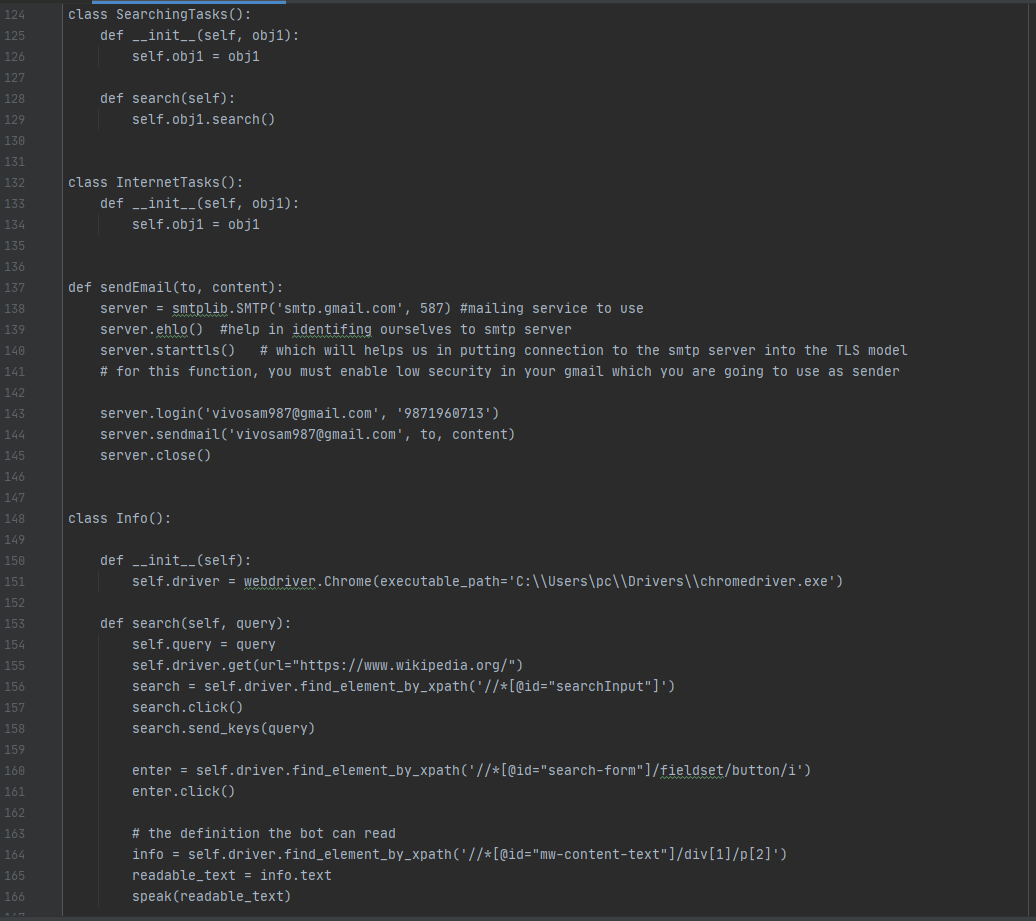 124 class SearchingTasks():
125     def __init__(self, obj1):
126         self.obj1 = obj1
127
128     def search(self):
129         self.obj1.search()
130
131
132 class InternetTasks():
133     def __init__(self, obj1):
134         self.obj1 = obj1
135
136
137 def sendEmail(to, content):
138     server = smtplib.SMTP('smtp.gmail.com', 587) #mailing service to use
139     server.ehlo()  #help in identifing ourselves to smtp server
140     server.starttls()   # which will helps us in putting connection to the smtp server into the TLS model
141     # for this function, you must enable low security in your gmail which you are going to use as sender
142
143     server.login('vivosam987@gmail.com', '9871960713')
144     server.sendmail('vivosam987@gmail.com', to, content)
145     server.close()
146
147
148 class Info():
149
150     def __init__(self):
151         self.driver = webdriver.Chrome(executable_path='C:\\Users\pc\\Drivers\\chromedriver.exe')
152
153     def search(self, query):
154         self.query = query
155         self.driver.get(url="https://www.wikipedia.org/")
156         search = self.driver.find_element_by_xpath('//*[@id="searchInput"]')
157         search.click()
158         search.send_keys(query)
159
160         enter = self.driver.find_element_by_xpath('//*[@id="search-form"]/fieldset/button/i')
161         enter.click()
162
163         # the definition the bot can read
164         info = self.driver.find_element_by_xpath('//*[@id="mw-content-text"]/div[1]/p[2]')
165         readable_text = info.text
166         speak(readable_text)